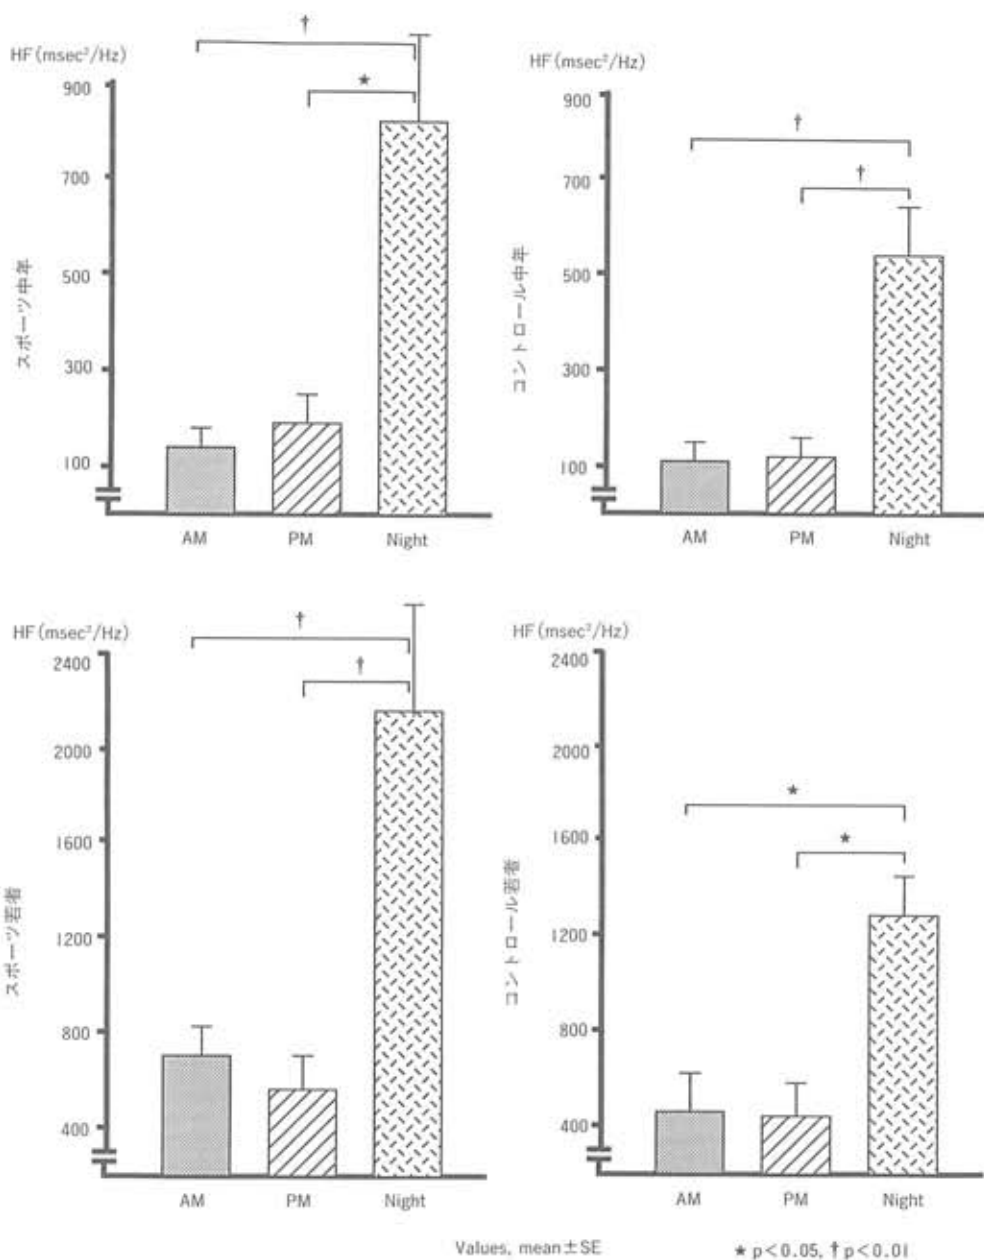 †
HF(msec²/Hz)
★
900
700
500
300
100
スポーツ中年
AM PM Night
HF(msec²/Hz)
†
†
900
700
500
300
100
コントロール中年
AM PM Night
HF(msec²/Hz)
†
†
2400
2000
1600
1200
800
400
スポーツ若者
AM PM Night
HF(msec²/Hz)
★
★
2400
2000
1600
1200
800
400
コントロール若者
AM PM Night
Values, mean±SE
★ p<0.05, † p<0.01